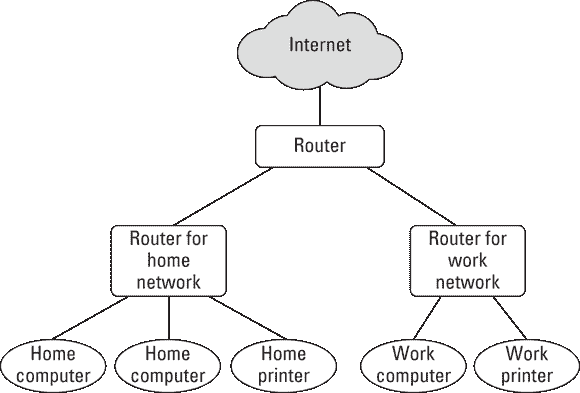 Internet
Router
Router for
home
network
Router for
work
network
Home
computer
Home
computer
Home
printer
Work
computer
Work
printer